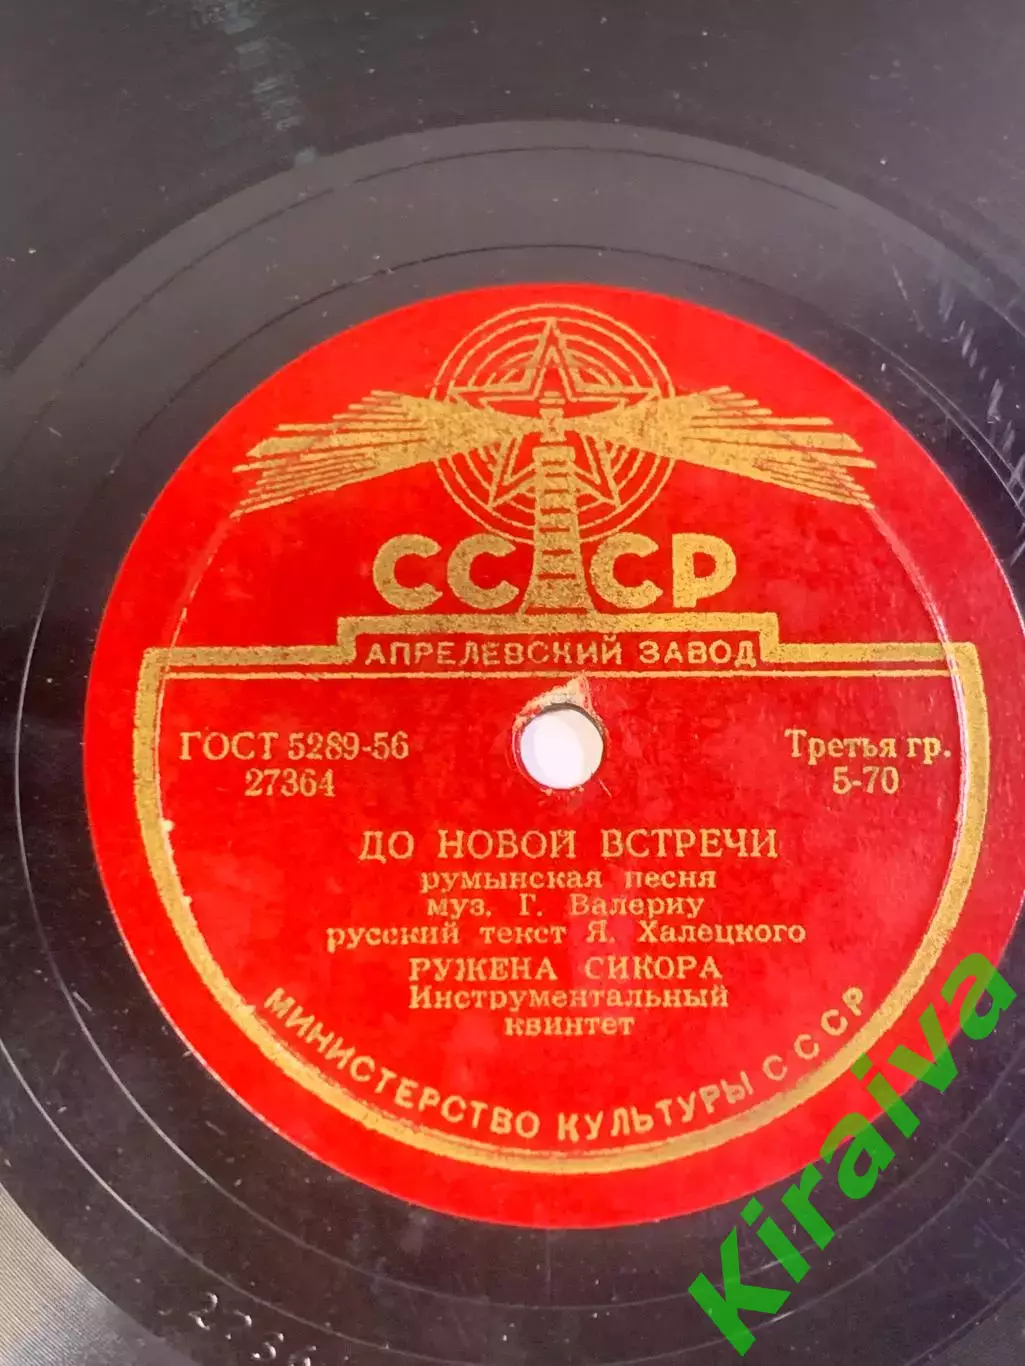 СССР
АПРЕЛЕВСКИЙ ЗАВОД
ГОСТ 5289-56
27364
Третья гр.
5-70
ДО НОВОЙ ВСТРЕЧИ
румынская песня
муз. Г. Валериу
русский текст Я. Халецкого
РУЖЕНА СИКОРА
Инструментальный
квинтет
МИНИСТЕРСТВО КУЛЬТУРЫ СССР
Kiraiva